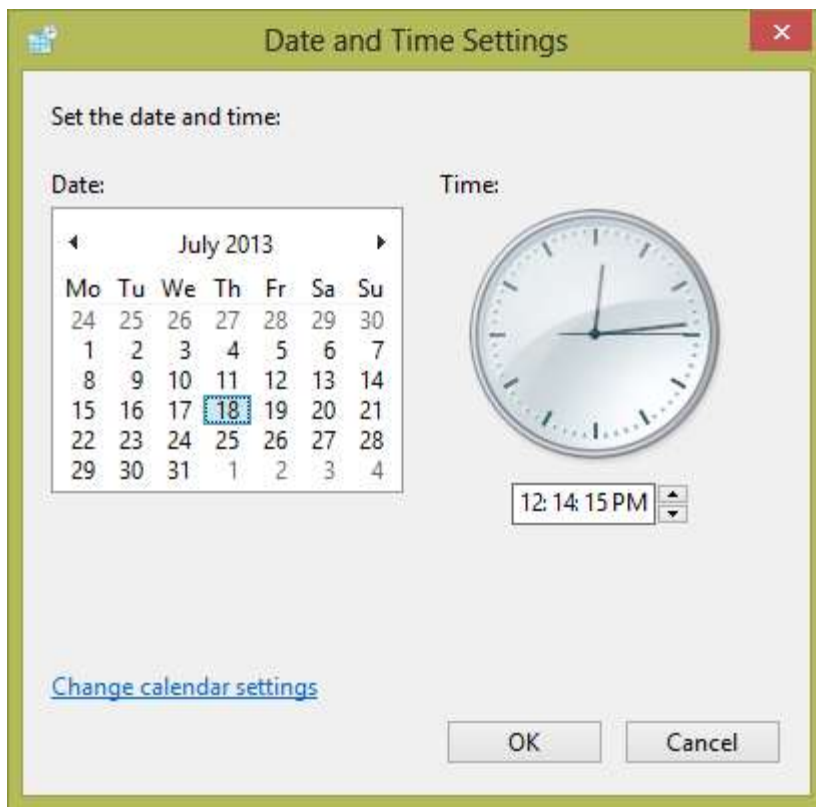 Date and Time Settings
Set the date and time:
Date:
Time:
July 2013
Mo Tu We Th Fr Sa Su
24 25 26 27 28 29 30
1 2 3 4 5 6 7
8 9 10 11 12 13 14
15 16 17 18 19 20 21
22 23 24 25 26 27 28
29 30 31 1 2 3 4
12: 14: 15 PM
Change calendar settings
OK
Cancel